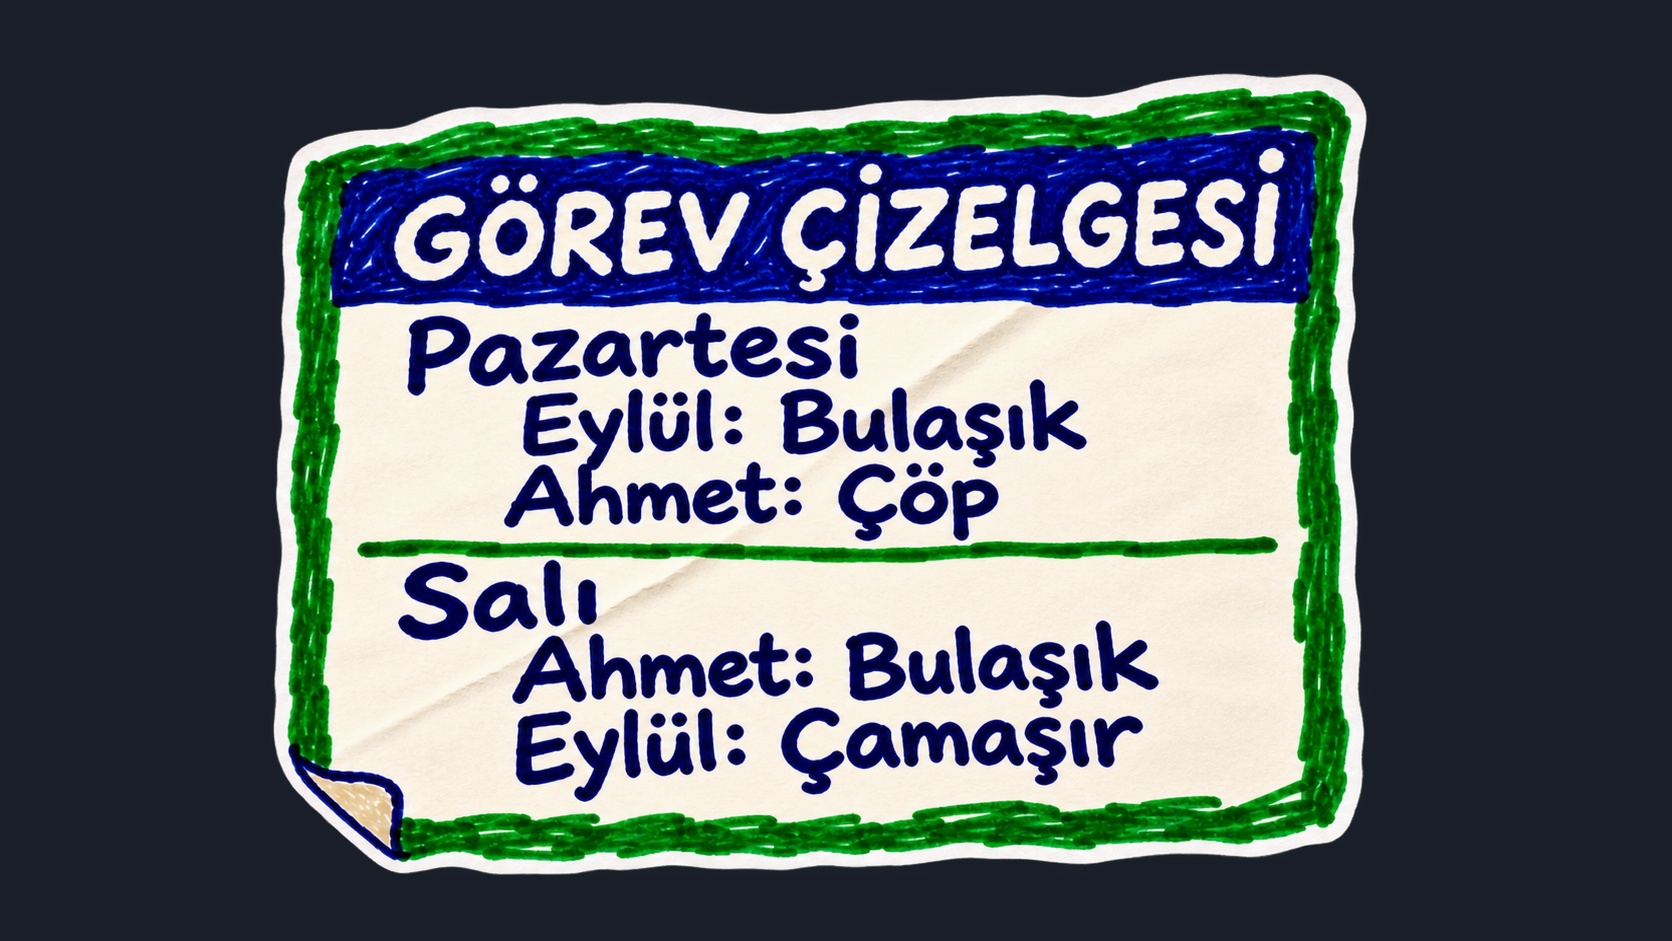 GÖREV ÇİZELGESİ
Pazartesi
Eylül: Bulaşık
Ahmet: Çöp
Salı
Ahmet: Bulaşık
Eylül: Çamaşır